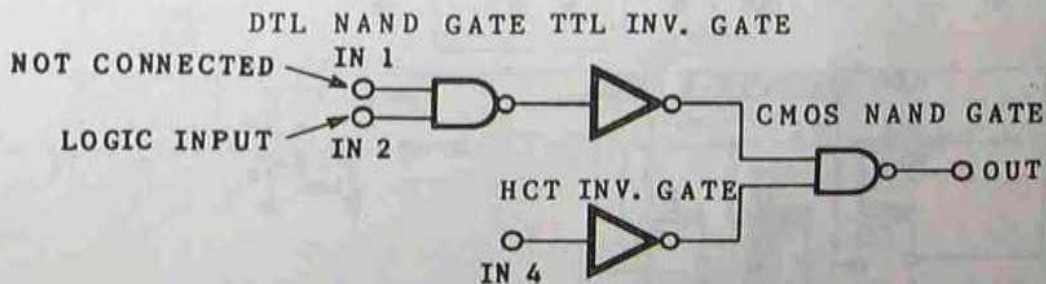 DTL NAND GATE TTL INV. GATE
NOT CONNECTED
IN 1
LOGIC INPUT
IN 2
CMOS NAND GATE
OUT
HCT INV. GATE
IN 4